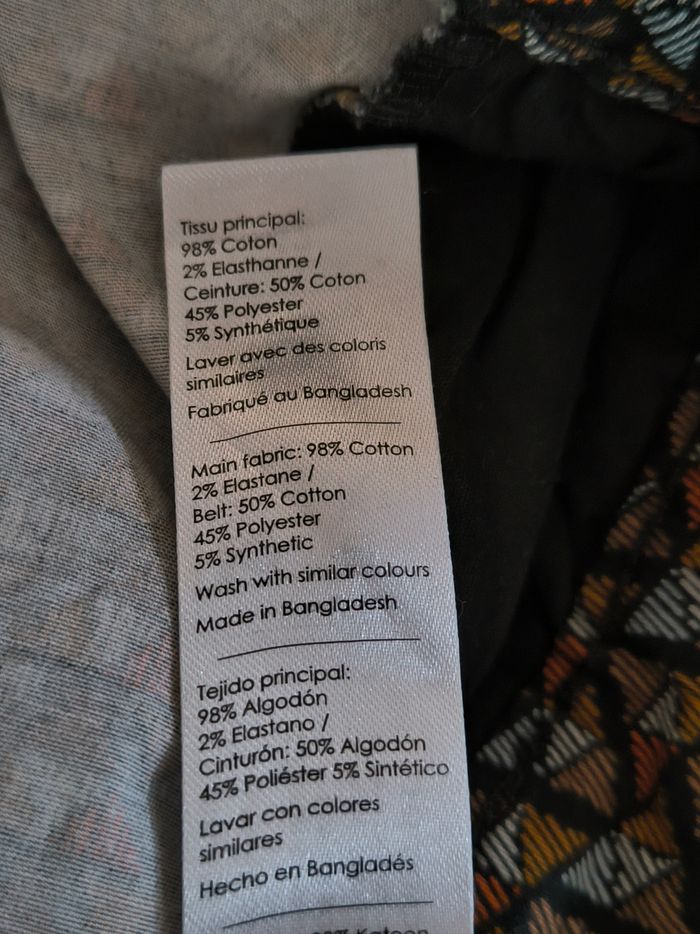 Tissu principal:
98% Coton
2% Elasthanne /
Ceinture: 50% Coton
45% Polyester
5% Synthétique
Laver avec des coloris
similaires
Fabriqué au Bangladesh
Main fabric: 98% Cotton
2% Elastane /
Belt: 50% Cotton
45% Polyester
5% Synthetic
Wash with similar colours
Made in Bangladesh
Tejido principal:
98% Algodón
2% Elastano /
Cinturón: 50% Algodón
45% Poliéster 5% Sintético
Lavar con colores
similares
Hecho en Bangladés